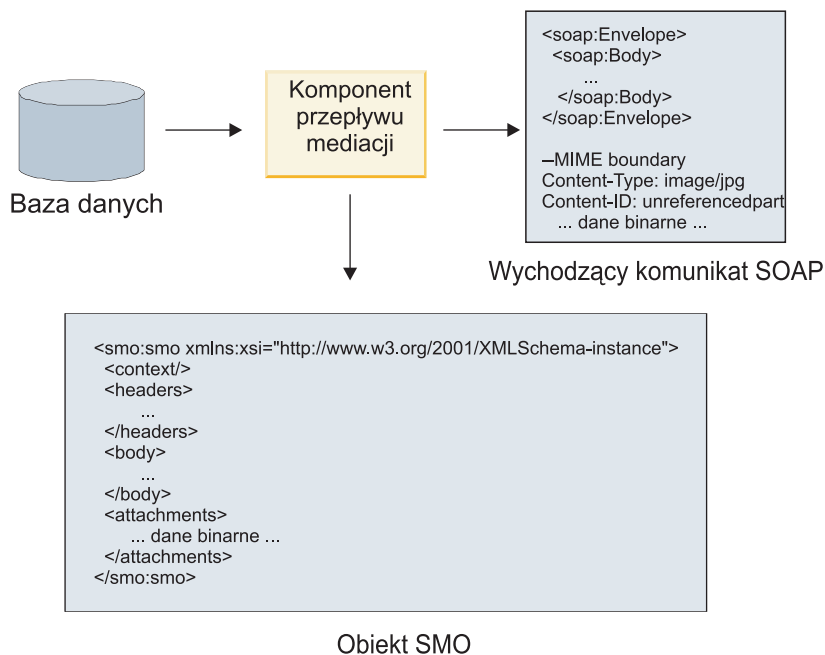 Baza danych
Komponent
przepływu
mediacji
<soap:Envelope>
<soap:Body>
...
</soap:Body>
</soap:Envelope>
–MIME boundary
Content-Type: image/jpg
Content-ID: unreferencedpart
... dane binarne ...
Wychodzący komunikat SOAP
<smo:smo xmlns:xsi="http://www.w3.org/2001/XMLSchema-instance">
<context/>
<headers>
...
</headers>
<body>
...
</body>
<attachments>
... dane binarne ...
</attachments>
</smo:smo>
Obiekt SMO